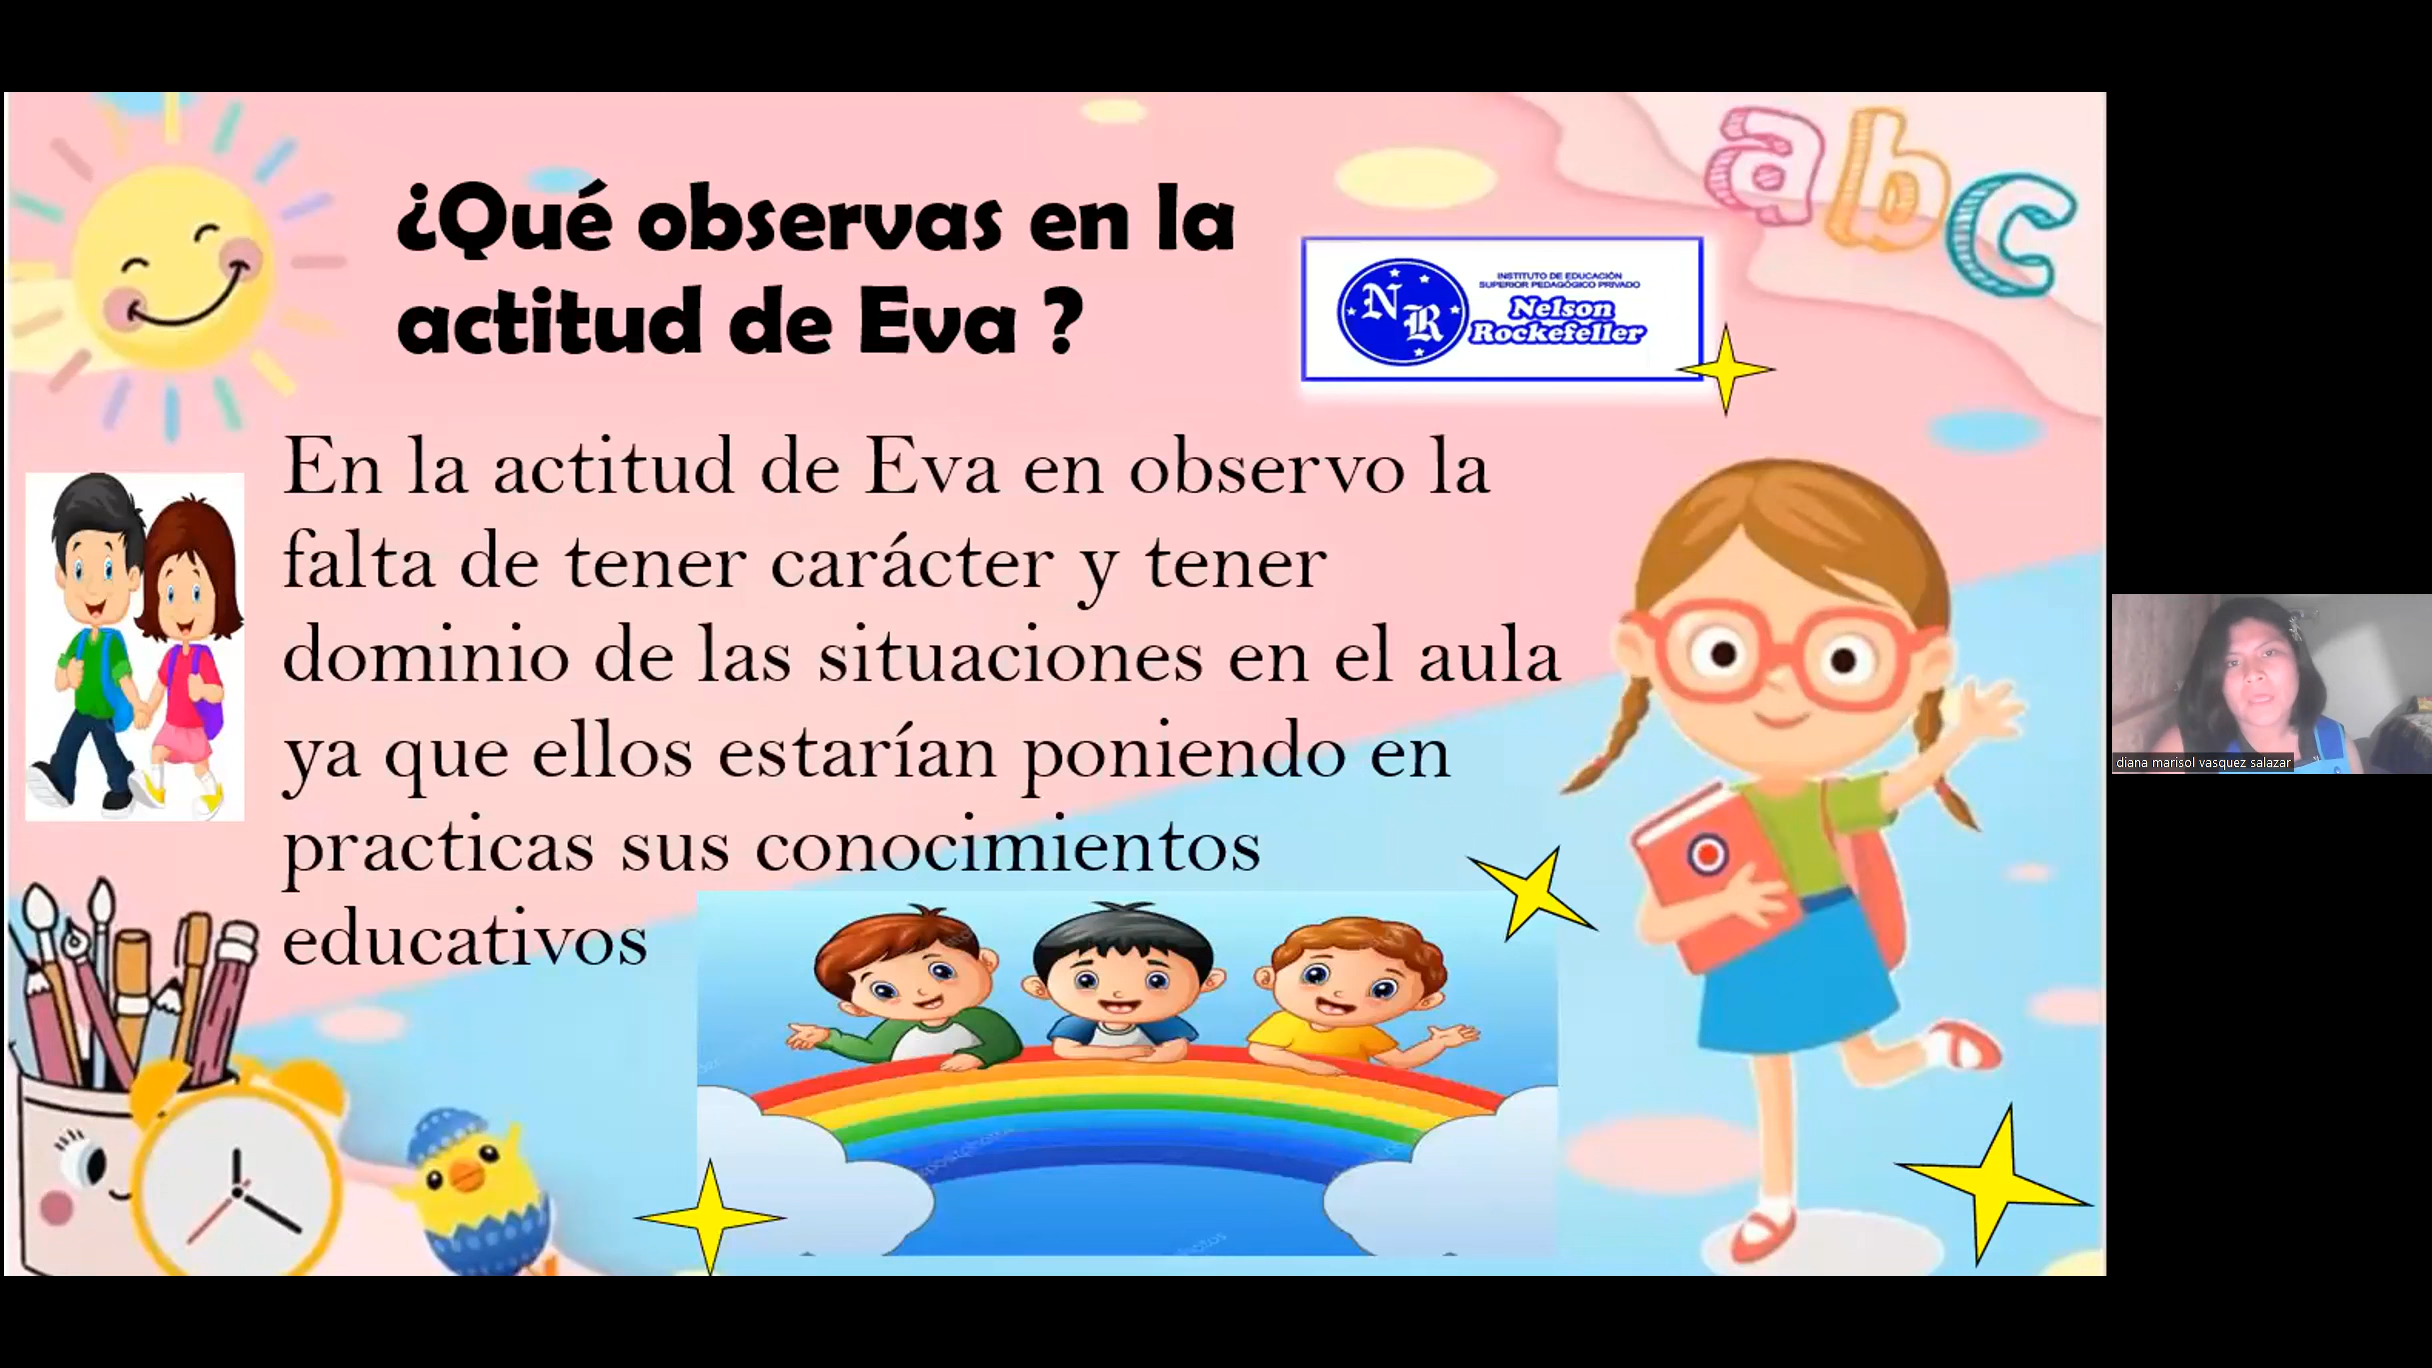 abc
¿Qué observas en la
actitud de Eva ?
INSTITUTO DE EDUCACIÓN
SUPERIOR PEDAGÓGICO PRIVADO
NR
Nelson
Rockefeller
En la actitud de Eva en observo la
falta de tener carácter y tener
dominio de las situaciones en el aula
ya que ellos estarían poniendo en
practicas sus conocimientos
educativos
diana marisol vasquez salazar